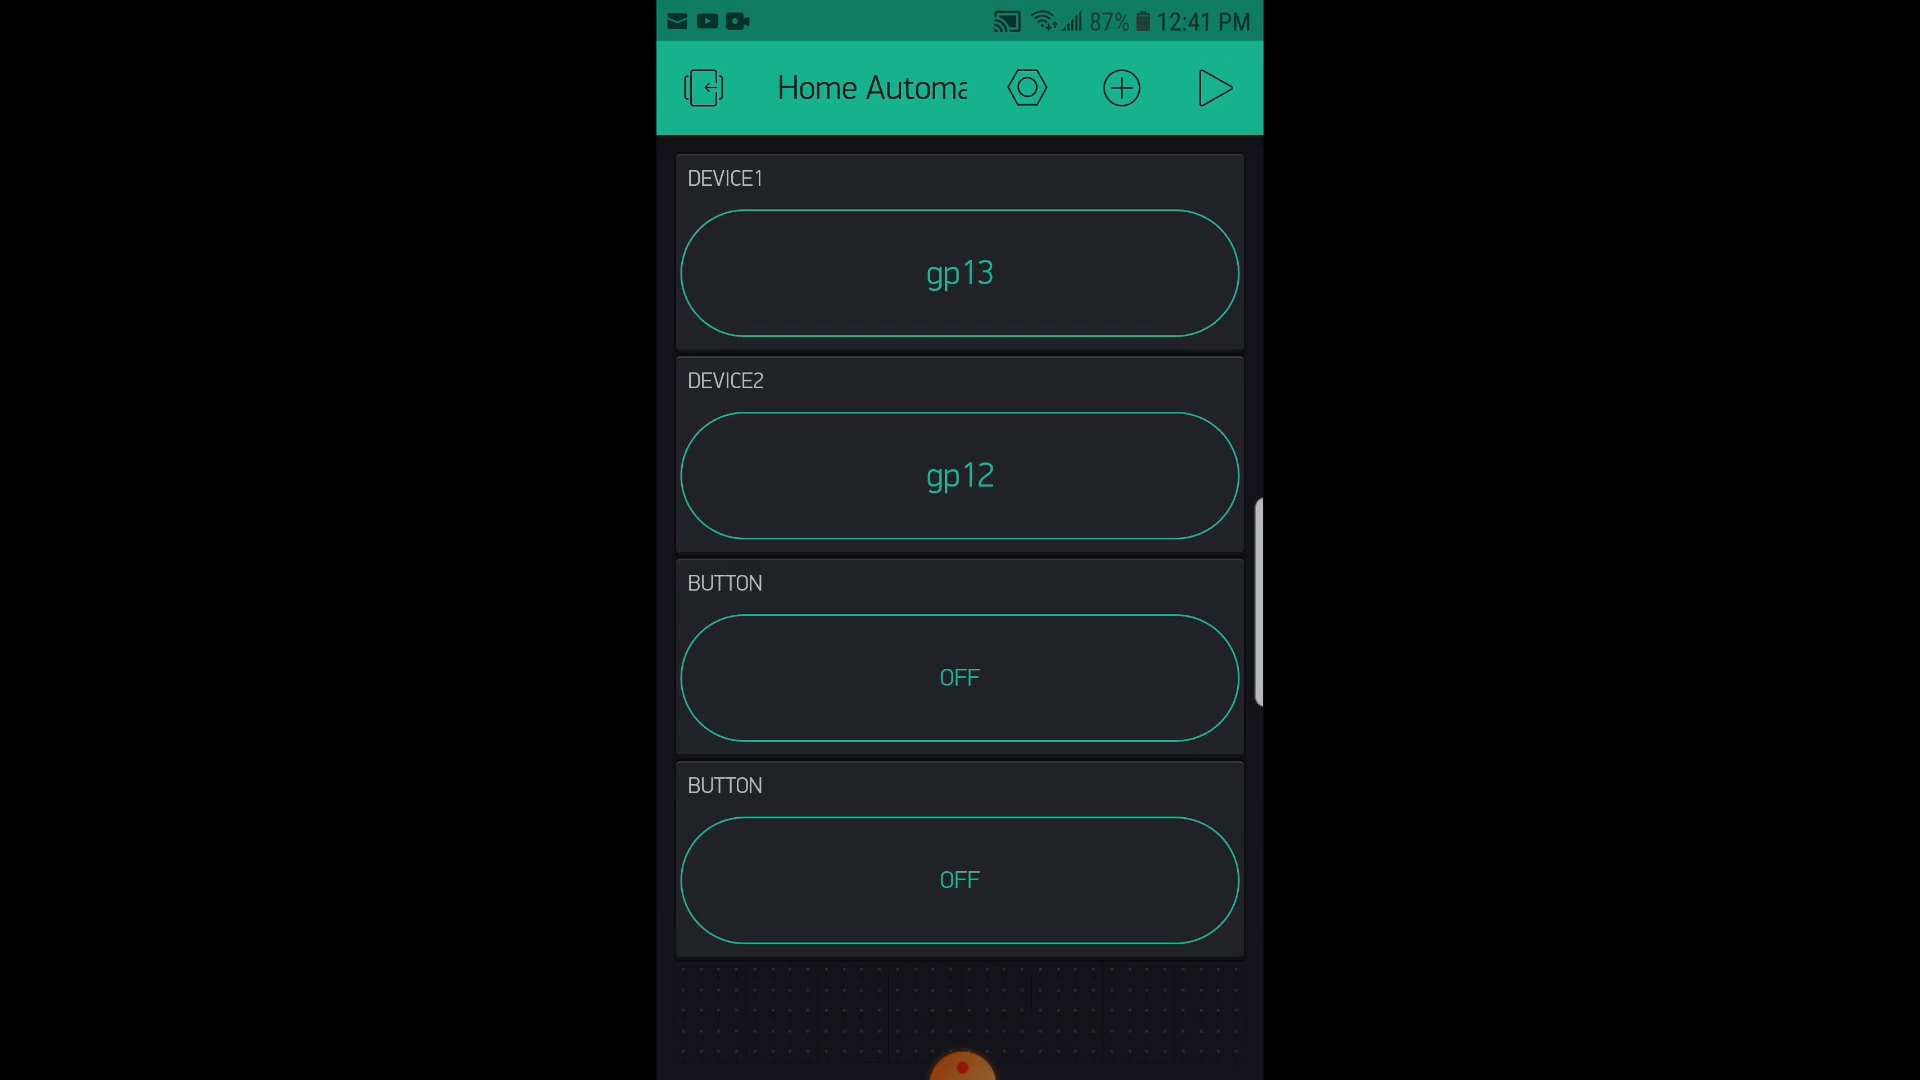 87% 12:41 PM
Home Automa
DEVICE1
gp13
DEVICE2
gp12
BUTTON
OFF
BUTTON
OFF